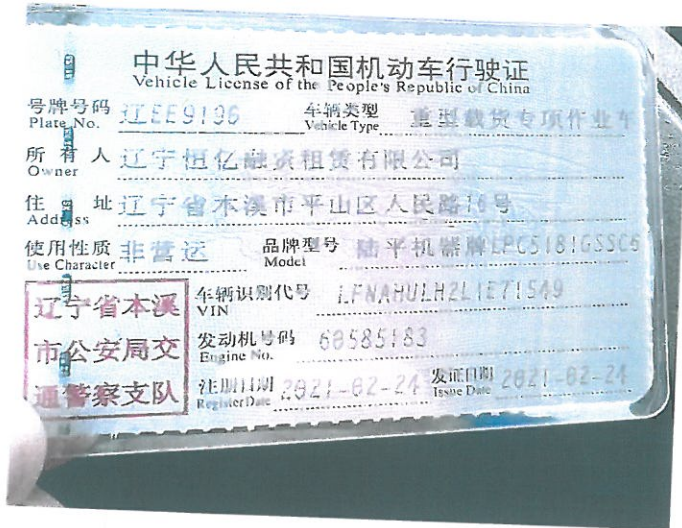 中华人民共和国机动车行驶证
Vehicle License of the People's Republic of China
号牌号码 辽EE9196 车辆类型 重型载货专项作业车
Plate No. Vehicle Type
所有人 辽宁恒亿融资租赁有限公司
Owner
住址 辽宁省本溪市平山区人民路16号
Address
使用性质 非营运 品牌型号 陆平机器牌LPC5181GSSC6
Use Character Model
辽宁省本溪 车辆识别代号 LFNAHULH2L1E71549
VIN
市公安局交 发动机号码 60585183
Engine No.
通警察支队 注册日期 2021-02-24 发证日期 2021-02-24
Register Date Issue Date